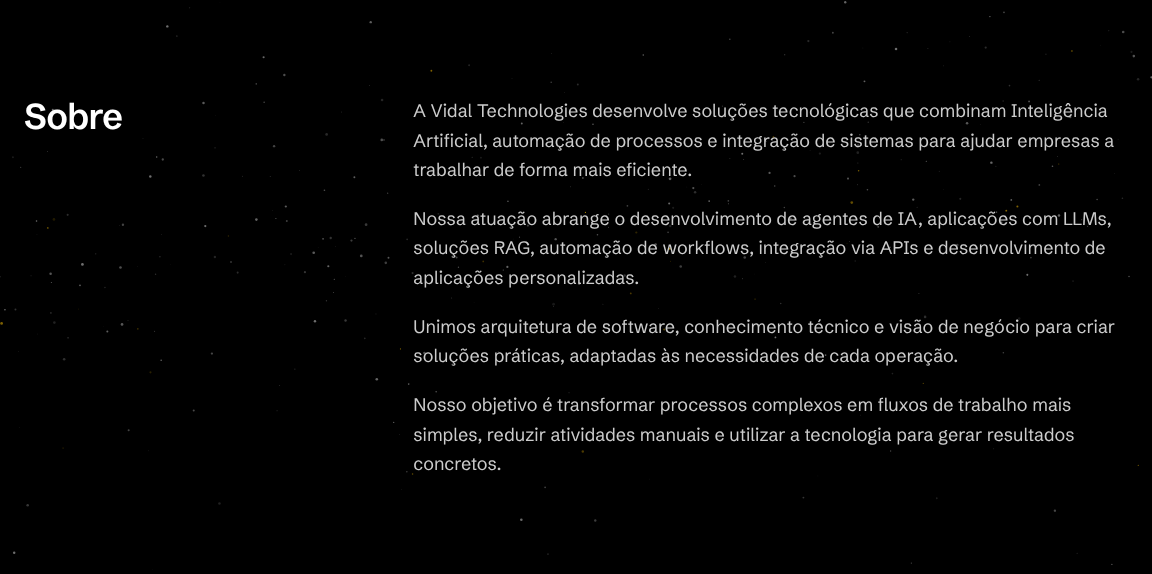 Sobre
A Vidal Technologies desenvolve soluções tecnológicas que combinam Inteligência
Artificial, automação de processos e integração de sistemas para ajudar empresas a
trabalhar de forma mais eficiente.
Nossa atuação abrange o desenvolvimento de agentes de IA, aplicações com LLMs,
soluções RAG, automação de workflows, integração via APIs e desenvolvimento de
aplicações personalizadas.
Unimos arquitetura de software, conhecimento técnico e visão de negócio para criar
soluções práticas, adaptadas às necessidades de cada operação.
Nosso objetivo é transformar processos complexos em fluxos de trabalho mais
simples, reduzir atividades manuais e utilizar a tecnologia para gerar resultados
concretos.